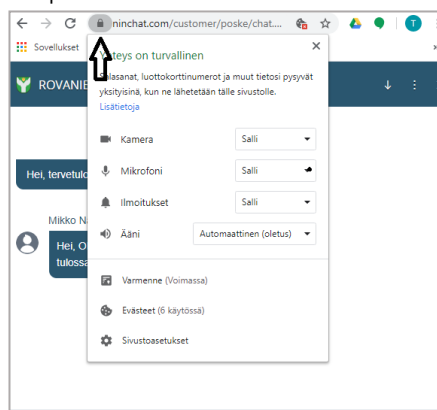 ninchat.com/customer/poske/chat....
T
Sovellukset
Yhteys on turvallinen
ROVANIE
Salasanat, luottokorttinumerot ja muut tietosi pysyvät
yksityisinä, kun ne lähetetään tälle sivustolle.
Lisätietoja
Kamera
Salli
Hei, tervetulo
Mikrofoni
Salli
Ilmoitukset
Salli
Mikko N
Ääni
Automaattinen (oletus)
Hei, O
tulossa
Varmenne (Voimassa)
Evästeet (6 käytössä)
Sivustoasetukset